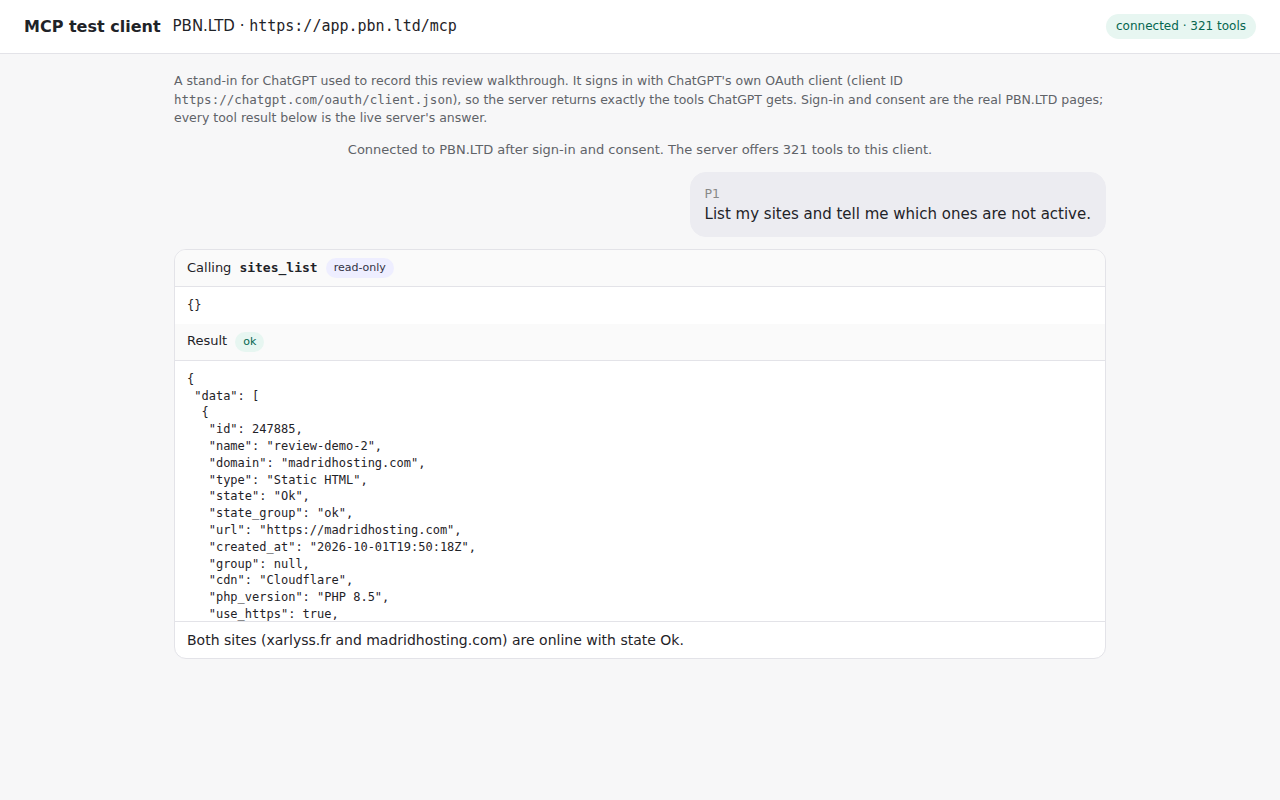 MCP test client PBN.LTD · https://app.pbn.ltd/mcp
connected · 321 tools
A stand-in for ChatGPT used to record this review walkthrough. It signs in with ChatGPT's own OAuth client (client ID
https://chatgpt.com/oauth/client.json), so the server returns exactly the tools ChatGPT gets. Sign-in and consent are the real PBN.LTD pages;
every tool result below is the live server's answer.
Connected to PBN.LTD after sign-in and consent. The server offers 321 tools to this client.
P1
List my sites and tell me which ones are not active.
Calling sites_list read-only
{}
Result ok
{
"data": [
{
"id": 247885,
"name": "review-demo-2",
"domain": "madridhosting.com",
"type": "Static HTML",
"state": "Ok",
"state_group": "ok",
"url": "https://madridhosting.com",
"created_at": "2026-10-01T19:50:18Z",
"group": null,
"cdn": "Cloudflare",
"php_version": "PHP 8.5",
"use_https": true,
Both sites (xarlyss.fr and madridhosting.com) are online with state Ok.